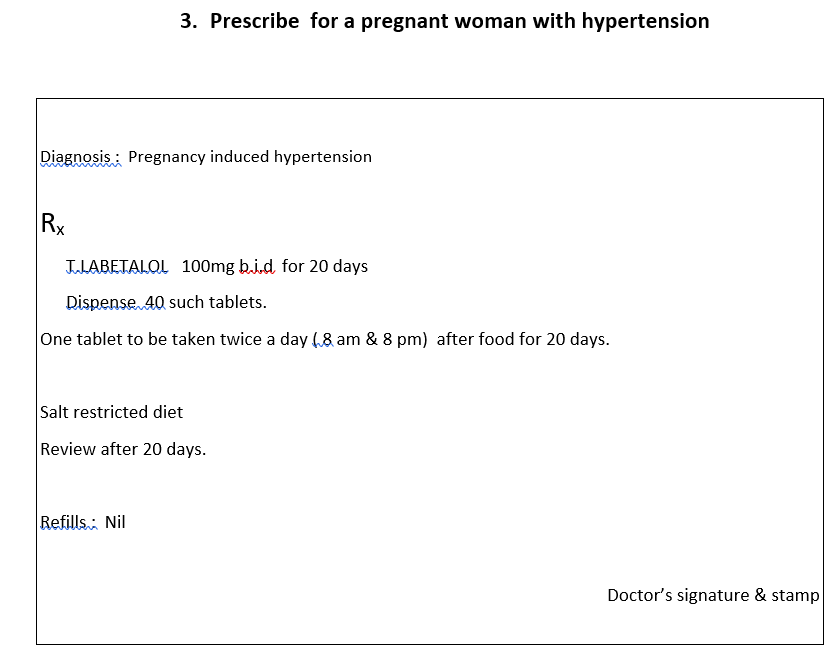 3. Prescribe for a pregnant woman with hypertension
Diagnosis : Pregnancy induced hypertension
Rx
T.LABETALOL 100mg b.i.d for 20 days
Dispense 40 such tablets.
One tablet to be taken twice a day ( 8 am & 8 pm) after food for 20 days.
Salt restricted diet
Review after 20 days.
Refills : Nil
Doctor’s signature & stamp